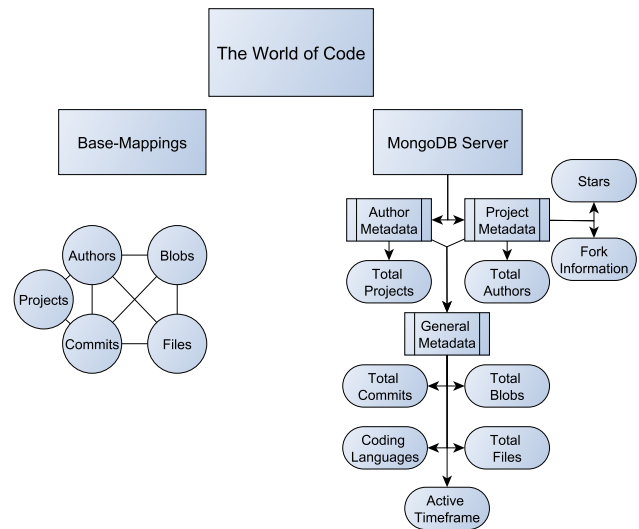 The World of Code
Base-Mappings
MongoDB Server
Stars
Author
Metadata
Project
Metadata
Fork
Information
Authors
Blobs
Projects
Commits
Files
Total
Projects
Total
Authors
General
Metadata
Total
Commits
Total
Blobs
Coding
Languages
Total
Files
Active
Timeframe